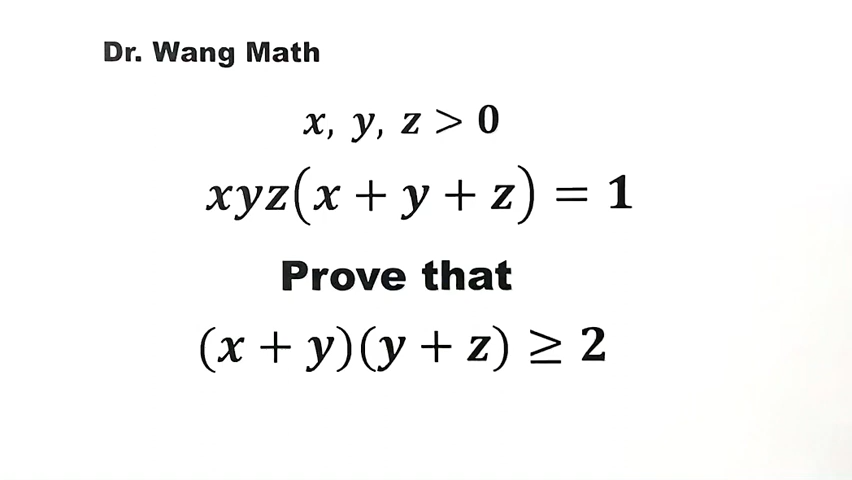 Dr. Wang Math
x, y, z > 0
xyz(x + y + z) = 1
Prove that
(x + y)(y + z) ≥ 2